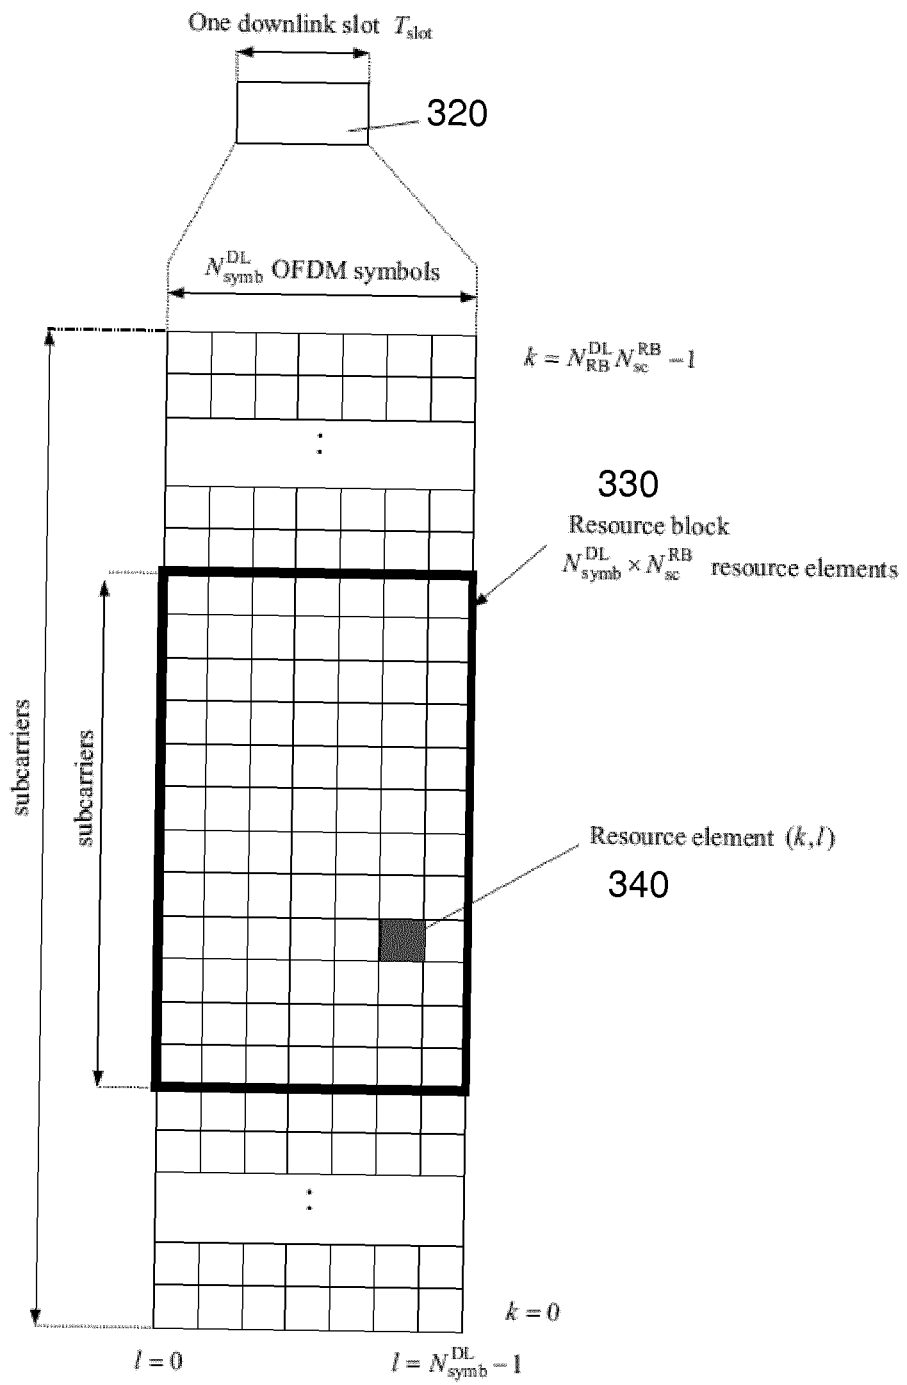 One downlink slot T_slot
320
N_symb^DL OFDM symbols
k = N_RB^DL N_sc^RB − 1
330
Resource block
N_symb^DL × N_sc^RB resource elements
subcarriers
subcarriers
Resource element (k,l)
340
k = 0
l = 0
l = N_symb^DL − 1